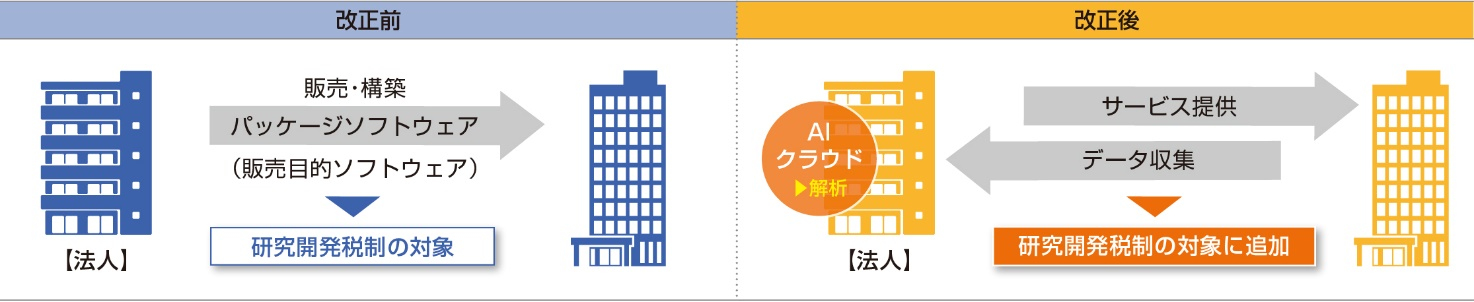 改正前
販売・構築
パッケージソフトウェア
（販売目的ソフトウェア）
研究開発税制の対象
【法人】
改正後
AI
クラウド
▶解析
サービス提供
データ収集
研究開発税制の対象に追加
【法人】